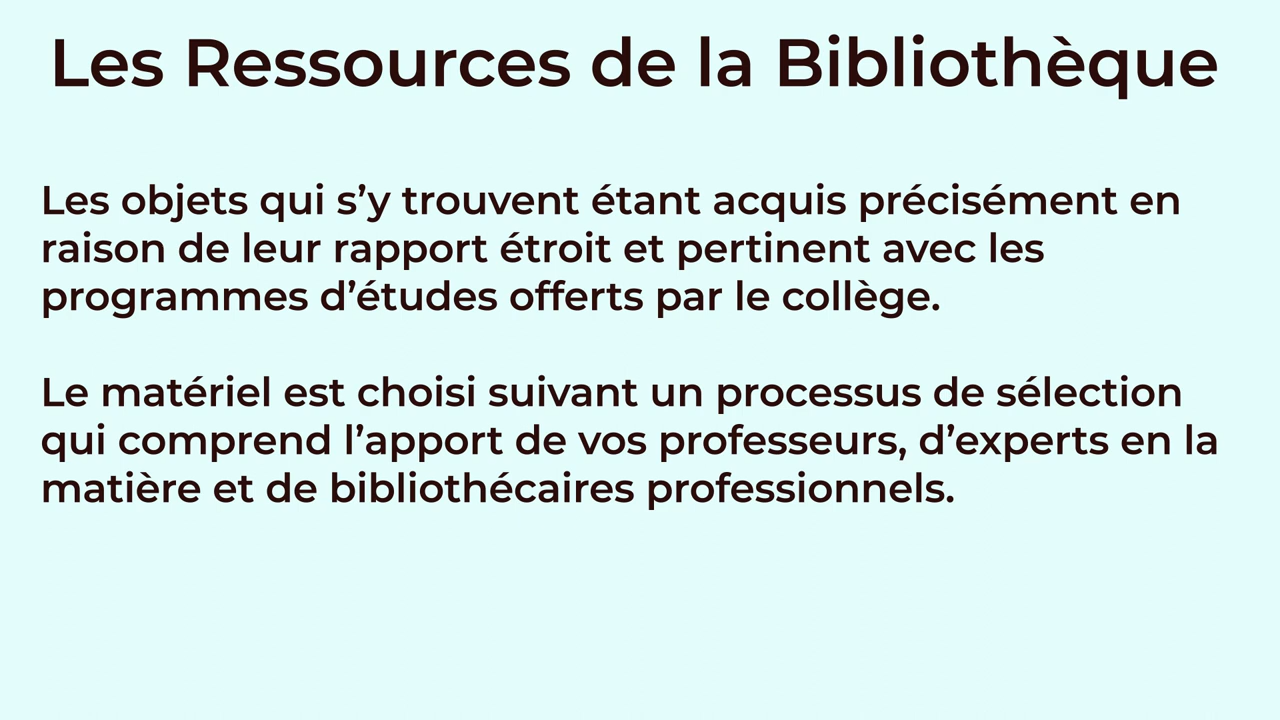 Les Ressources de la Bibliothèque
Les objets qui s’y trouvent étant acquis précisément en
raison de leur rapport étroit et pertinent avec les
programmes d’études offerts par le collège.
Le matériel est choisi suivant un processus de sélection
qui comprend l’apport de vos professeurs, d’experts en la
matière et de bibliothécaires professionnels.